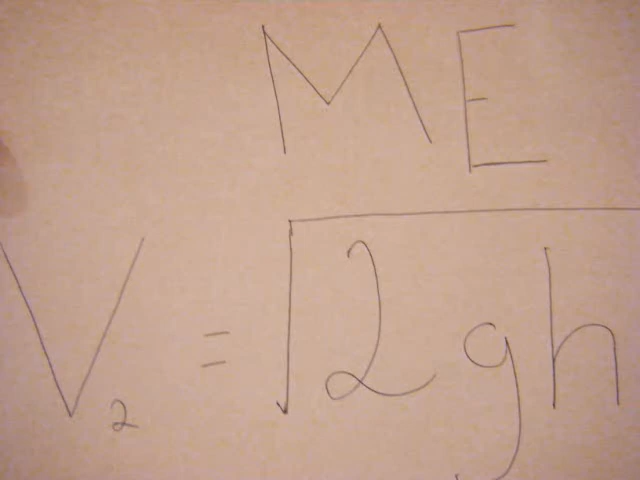 ME
V₂ = √2gh